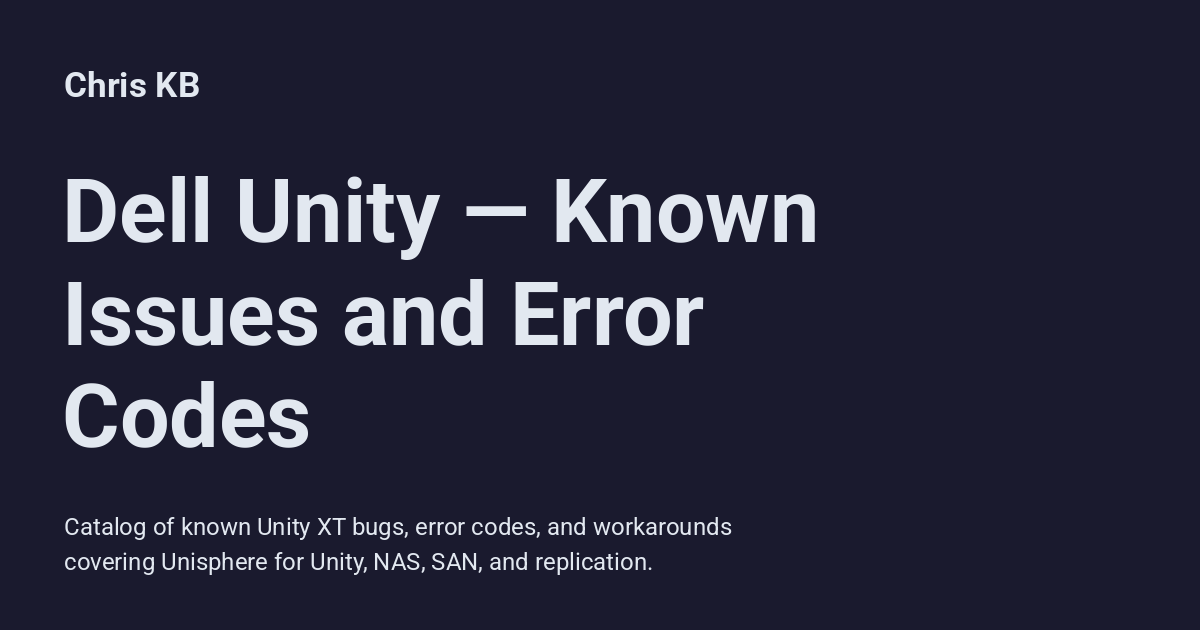 Chris KB
Dell Unity — Known
Issues and Error
Codes
Catalog of known Unity XT bugs, error codes, and workarounds
covering Unisphere for Unity, NAS, SAN, and replication.